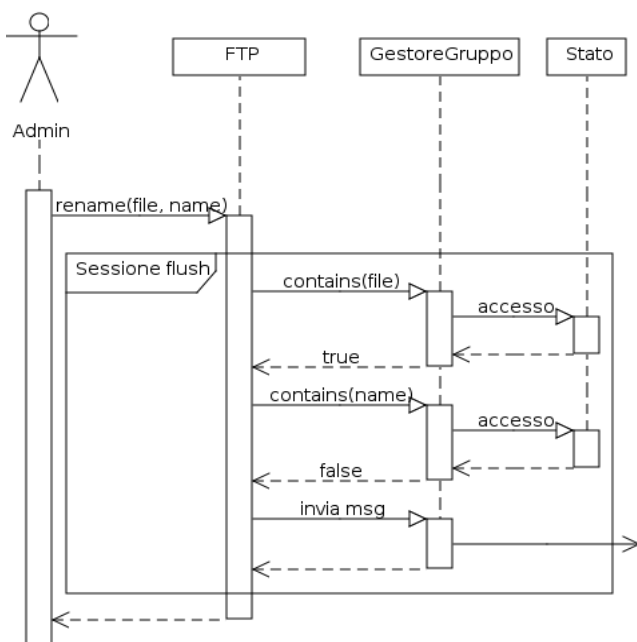 FTP
GestoreGruppo
Stato
Admin
rename(file, name)
Sessione flush
contains(file)
accesso
true
contains(name)
accesso
false
invia msg